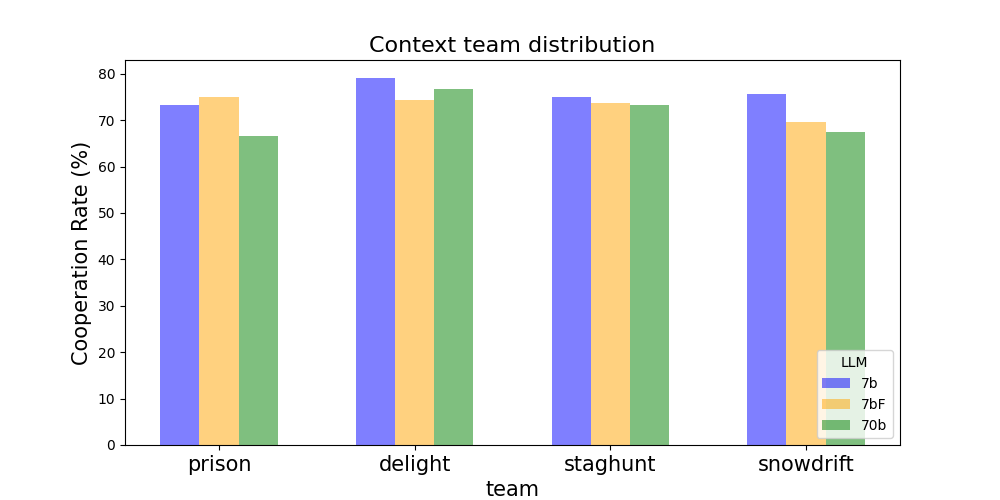 Context team distribution
Cooperation Rate (%)
80
70
60
50
40
30
20
10
0
prison delight staghunt snowdrift
team
LLM
7b
7bF
70b